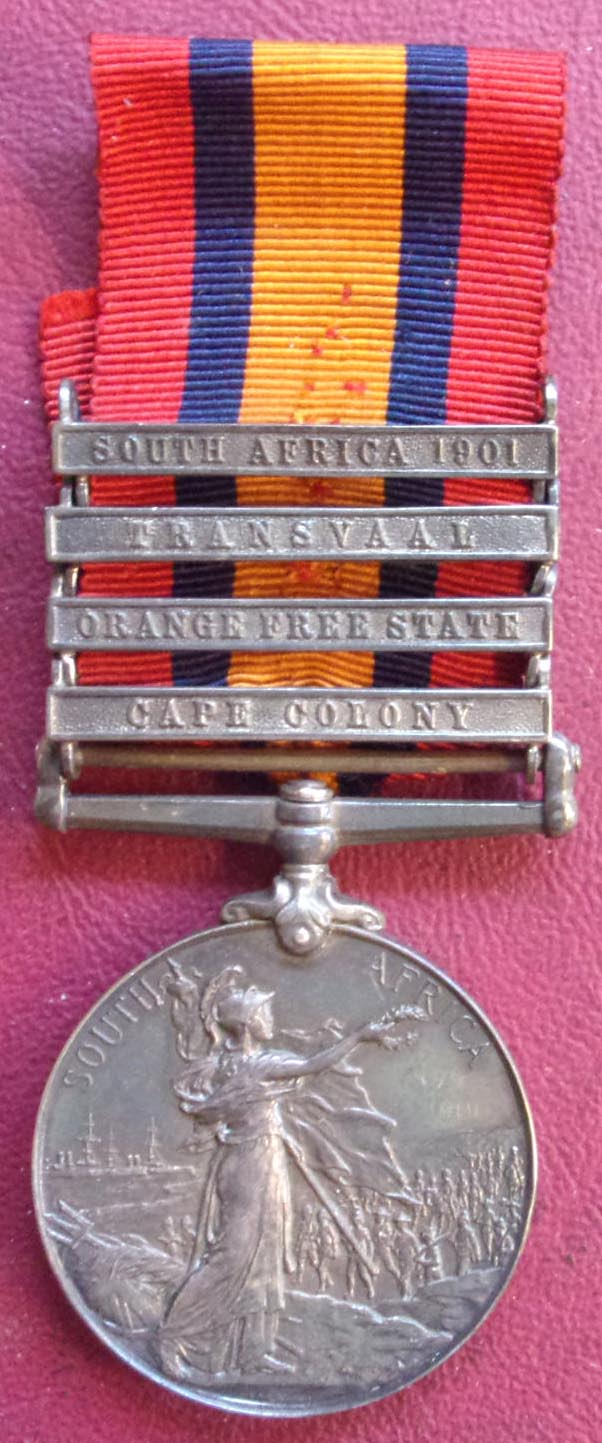 SOUTH AFRICA 1901
TRANSVAAL
ORANGE FREE STATE
CAPE COLONY
SOUTH AFRICA